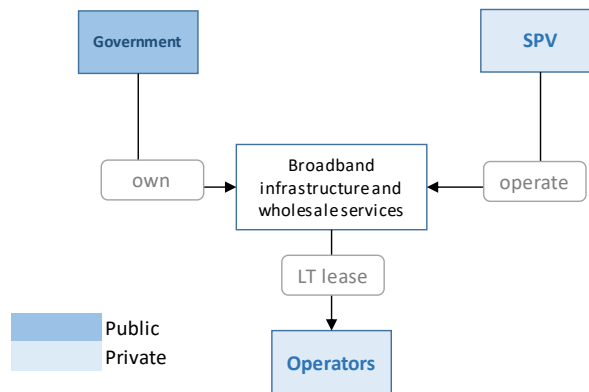 Government
SPV
own
Broadband
infrastructure and
wholesale services
operate
LT lease
Public
Private
Operators